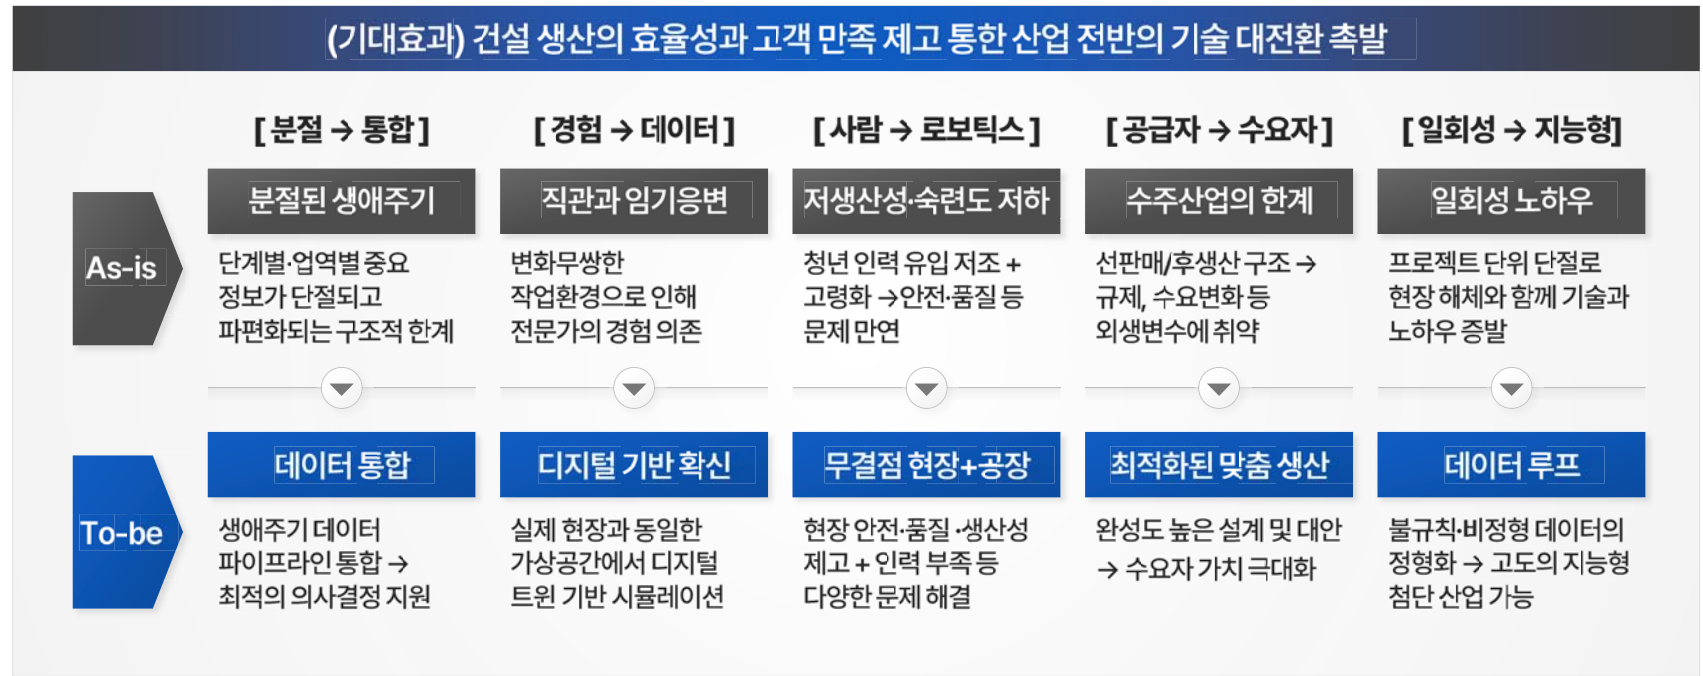 (기대효과) 건설 생산의 효율성과 고객 만족 제고 통한 산업 전반의 기술 대전환 촉발
[ 분절 → 통합 ]
[ 경험 → 데이터 ]
[ 사람 → 로보틱스 ]
[ 공급자 → 수요자 ]
[ 일회성 → 지능형]
As-is
분절된 생애주기
단계별·업역별 중요
정보가 단절되고
파편화되는 구조적 한계
직관과 임기응변
변화무쌍한
작업환경으로 인해
전문가의 경험 의존
저생산성·숙련도 저하
청년 인력 유입 저조 +
고령화 →안전·품질 등
문제 만연
수주산업의 한계
선판매/후생산 구조 →
규제, 수요변화 등
외생변수에 취약
일회성 노하우
프로젝트 단위 단절로
현장 해체와 함께 기술과
노하우 증발
To-be
데이터 통합
생애주기 데이터
파이프라인 통합 →
최적의 의사결정 지원
디지털 기반 확신
실제 현장과 동일한
가상공간에서 디지털
트윈 기반 시뮬레이션
무결점 현장+공장
현장 안전·품질 ·생산성
제고 + 인력 부족 등
다양한 문제 해결
최적화된 맞춤 생산
완성도 높은 설계 및 대안
→ 수요자 가치 극대화
데이터 루프
불규칙·비정형 데이터의
정형화 → 고도의 지능형
첨단 산업 가능